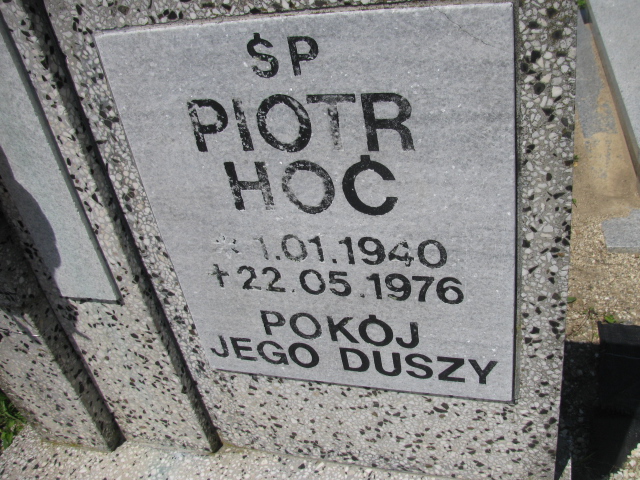 ŚP
PIOTR
HOĆ
* 1.01.1940
+ 22.05.1976
POKÓJ
JEGO DUSZY